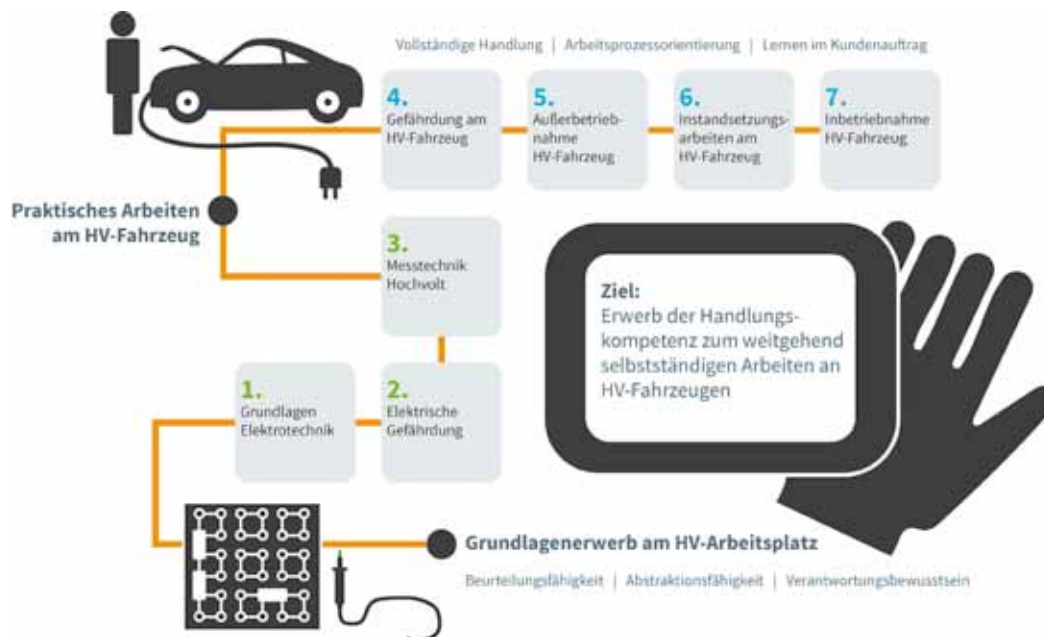 Vollständige Handlung | Arbeitsprozessorientierung | Lernen im Kundenauftrag
4.
Gefährdung am
HV-Fahrzeug
5.
Außerbetrieb-
nahme
HV-Fahrzeug
6.
Instandsetzungs-
arbeiten am
HV-Fahrzeug
7.
Inbetriebnahme
HV-Fahrzeug
Praktisches Arbeiten
am HV-Fahrzeug
3.
Messtechnik
Hochvolt
Ziel:
Erwerb der Handlungs-
kompetenz zum weitgehend
selbstständigen Arbeiten an
HV-Fahrzeugen
1.
Grundlagen
Elektrotechnik
2.
Elektrische
Gefährdung
Grundlagenerwerb am HV-Arbeitsplatz
Beurteilungsfähigkeit | Abstraktionsfähigkeit | Verantwortungsbewusstsein